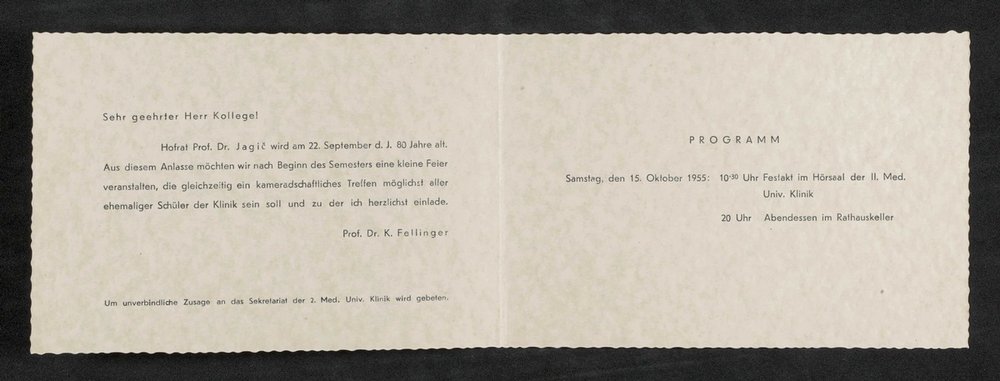 Sehr geehrter Herr Kollege!
Hofrat Prof. Dr. Jagič wird am 22. September d. J. 80 Jahre alt.
Aus diesem Anlasse möchten wir nach Beginn des Semesters eine kleine Feier
veranstalten, die gleichzeitig ein kameradschaftliches Treffen möglichst aller
ehemaliger Schüler der Klinik sein soll und zu der ich herzlichst einlade.
Prof. Dr. K. Fellinger
Um unverbindliche Zusage an das Sekretariat der 2. Med. Univ. Klinik wird gebeten.
PROGRAMM
Samstag, den 15. Oktober 1955: 10·30 Uhr Festakt im Hörsaal der II. Med.
Univ. Klinik
20 Uhr Abendessen im Rathauskeller